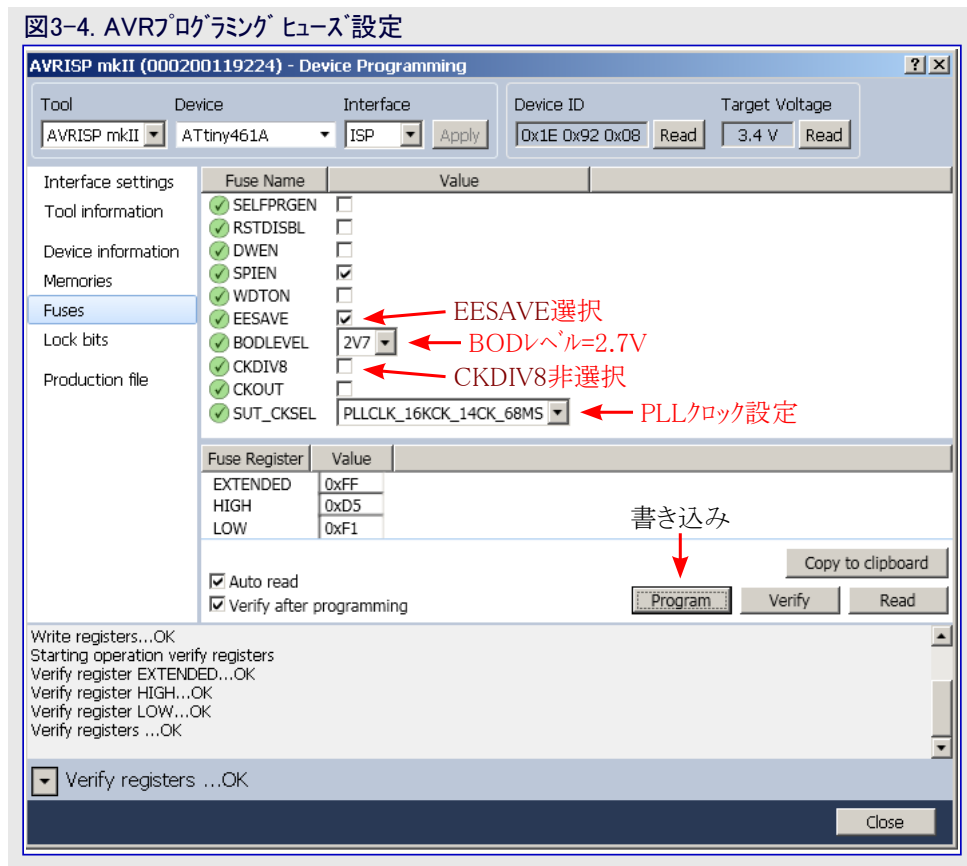 図3-4. AVRﾌﾟﾛｸﾞﾗﾐﾝｸﾞ ﾋｭｰｽﾞ設定
AVRISP mkII (000200119224) - Device Programming
Tool Device Interface Device ID Target Voltage
AVRISP mkII ATtiny461A ISP Apply 0x1E 0x92 0x08 Read 3.4 V Read
Interface settings
Tool information
Device information
Memories
Fuses
Lock bits
Production file
Fuse Name Value
SELFPRGEN
RSTDISBL
DWEN
SPIEN
WDTON
EESAVE EESAVE選択
BODLEVEL 2V7 BODﾚﾍﾞﾙ=2.7V
CKDIV8 CKDIV8非選択
CKOUT
SUT_CKSEL PLLCLK_16KCK_14CK_68MS PLLｸﾛｯｸ設定
Fuse Register Value
EXTENDED 0xFF
HIGH 0xD5
LOW 0xF1
書き込み
Copy to clipboard
Auto read
Verify after programming
Program Verify Read
Write registers...OK
Starting operation verify registers
Verify register EXTENDED...OK
Verify register HIGH...OK
Verify register LOW...OK
Verify registers ...OK
Verify registers ...OK
Close